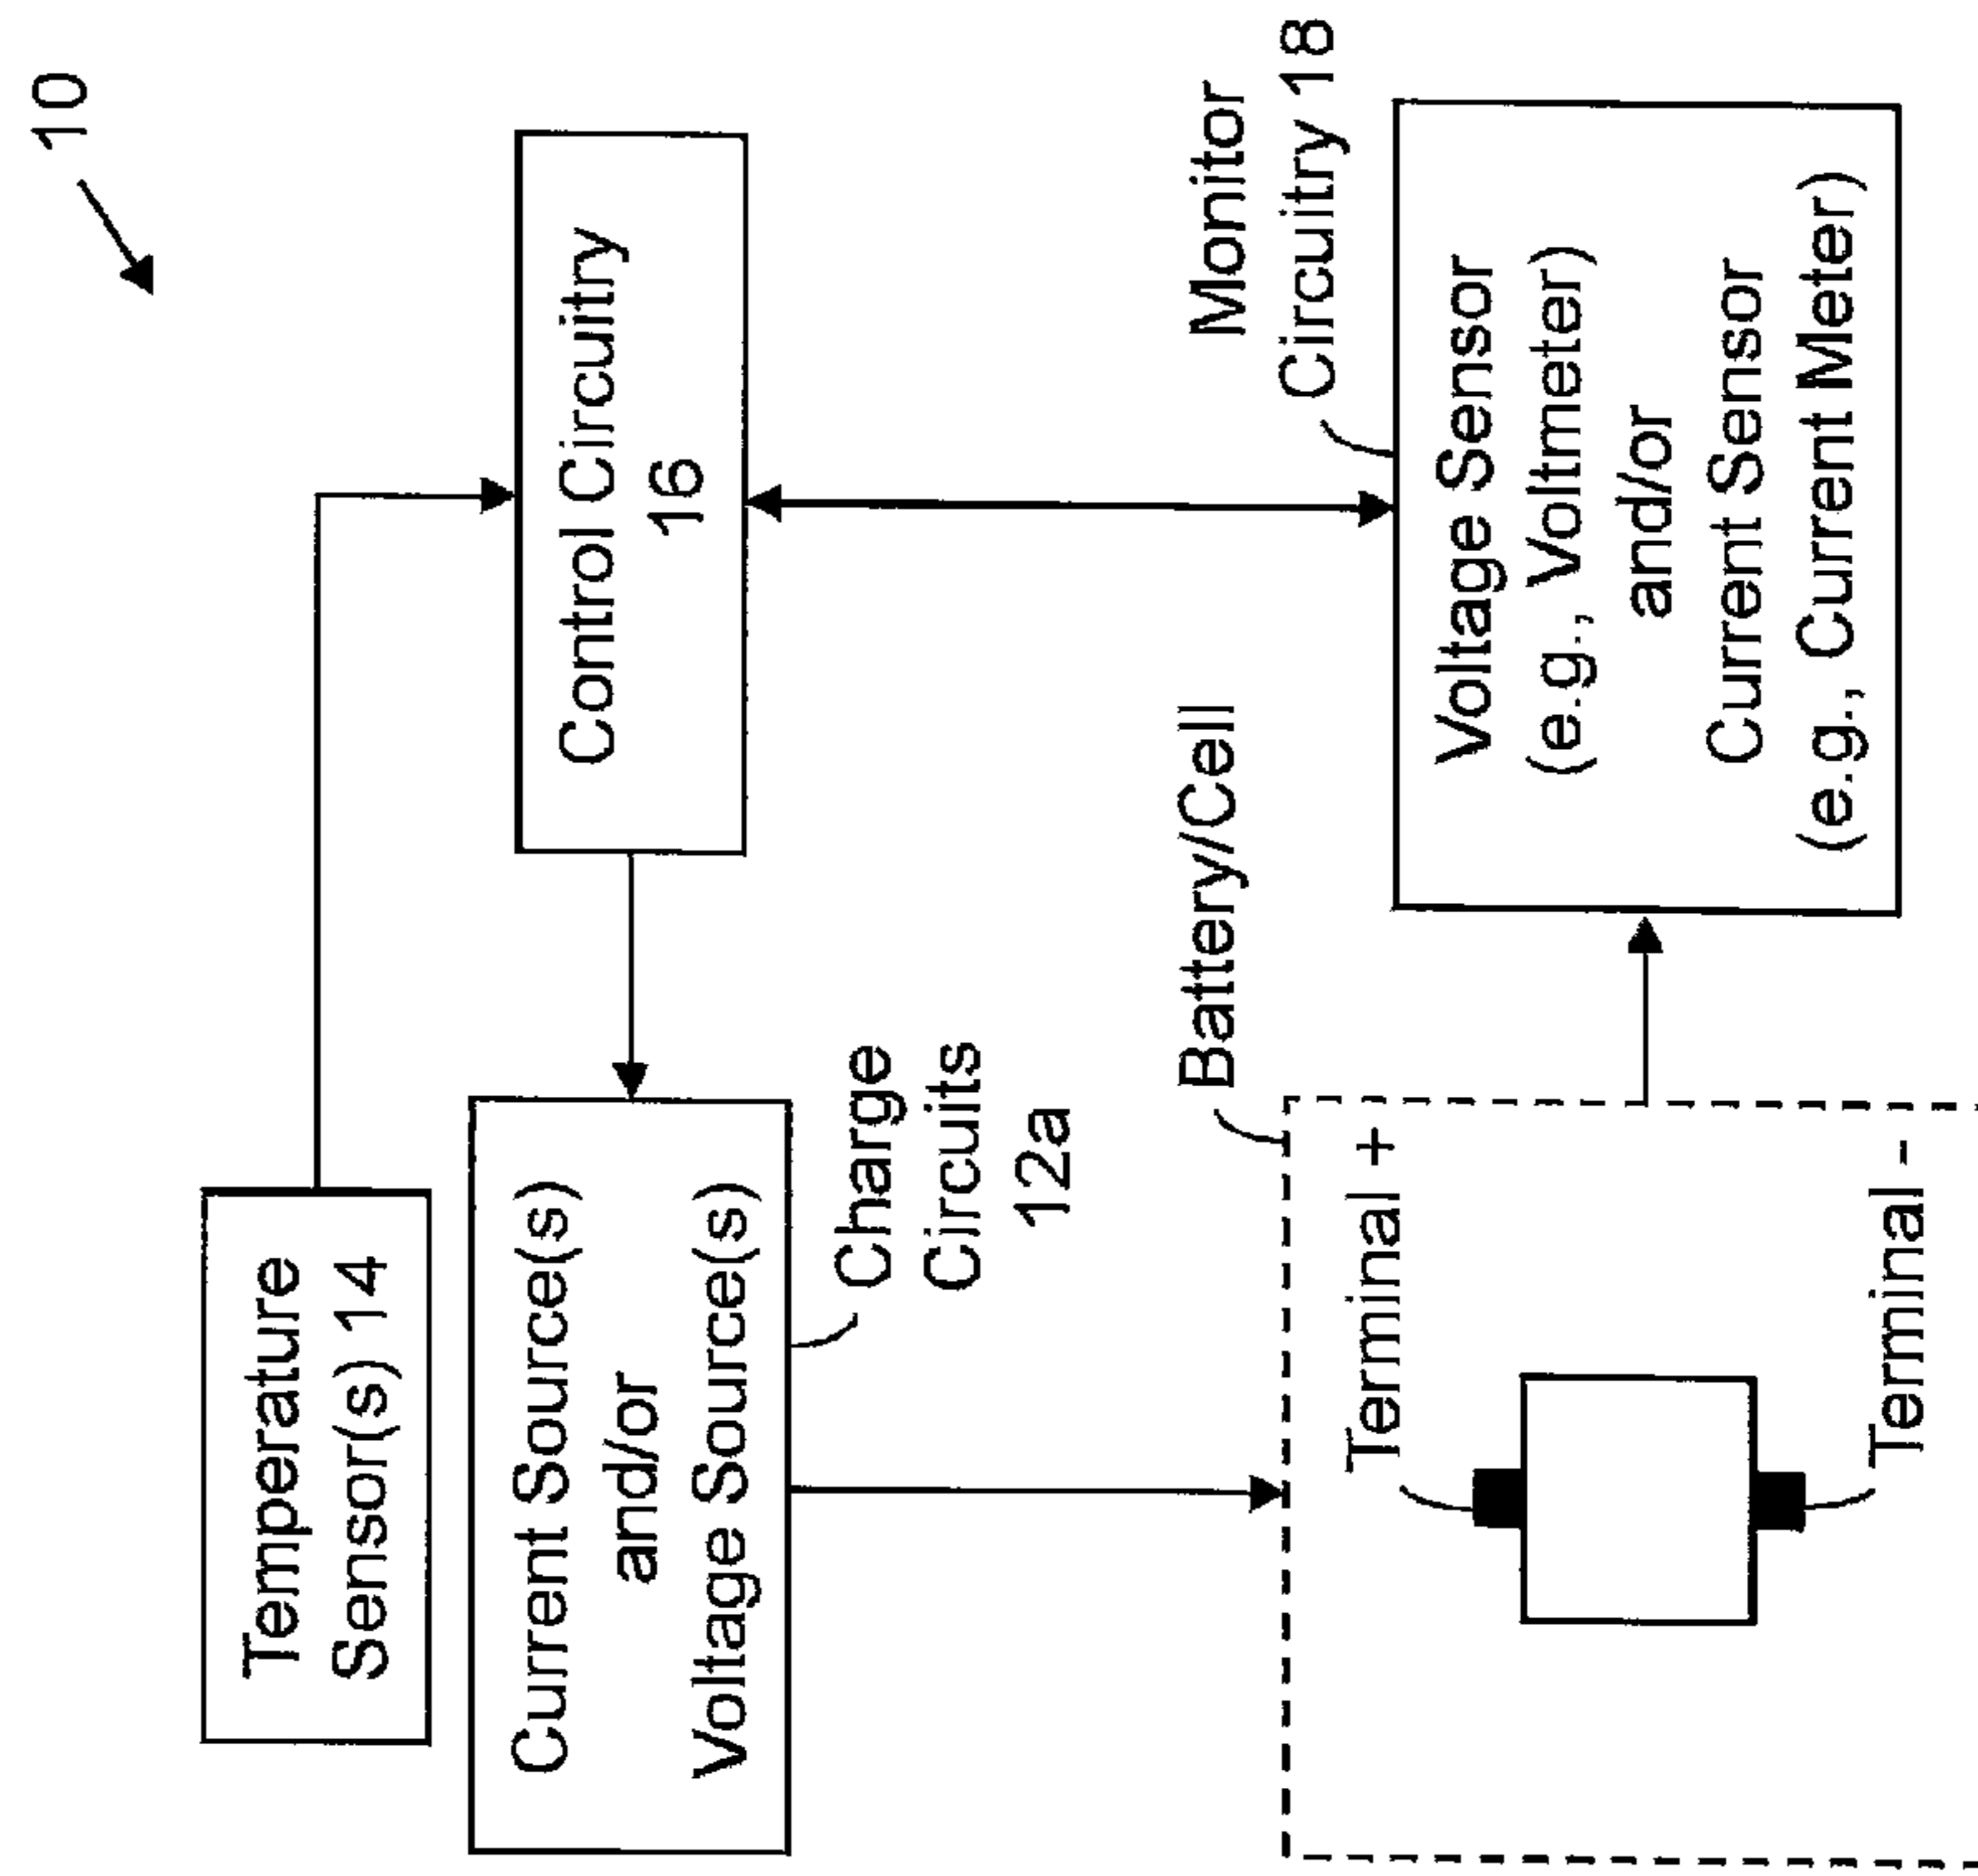 10
Temperature
Sensor(s) 14
Control Circuitry
16
Current Source(s)
and/or
Voltage Source(s)
Charge
Circuits
12a
Monitor
Circuitry 18
Battery/Cell
Terminal +
Terminal -
Voltage Sensor
(e.g., Voltmeter)
and/or
Current Sensor
(e.g., Current Meter)